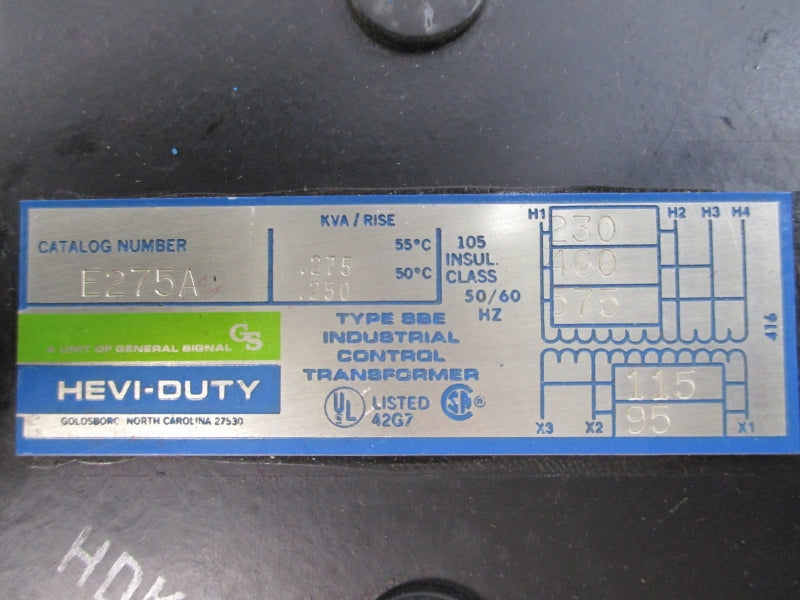 CATALOG NUMBER
E275A
KVA / RISE
.275 55°C
.250 50°C
105
INSUL.
CLASS
50/60
HZ
H1 H2 H3 H4
230
460
575
416
GS
A UNIT OF GENERAL SIGNAL
HEVI-DUTY
GOLDSBORO, NORTH CAROLINA 27530
TYPE SBE
INDUSTRIAL
CONTROL
TRANSFORMER
UL LISTED SA ®
42G7
115
95
X3 X2 X1